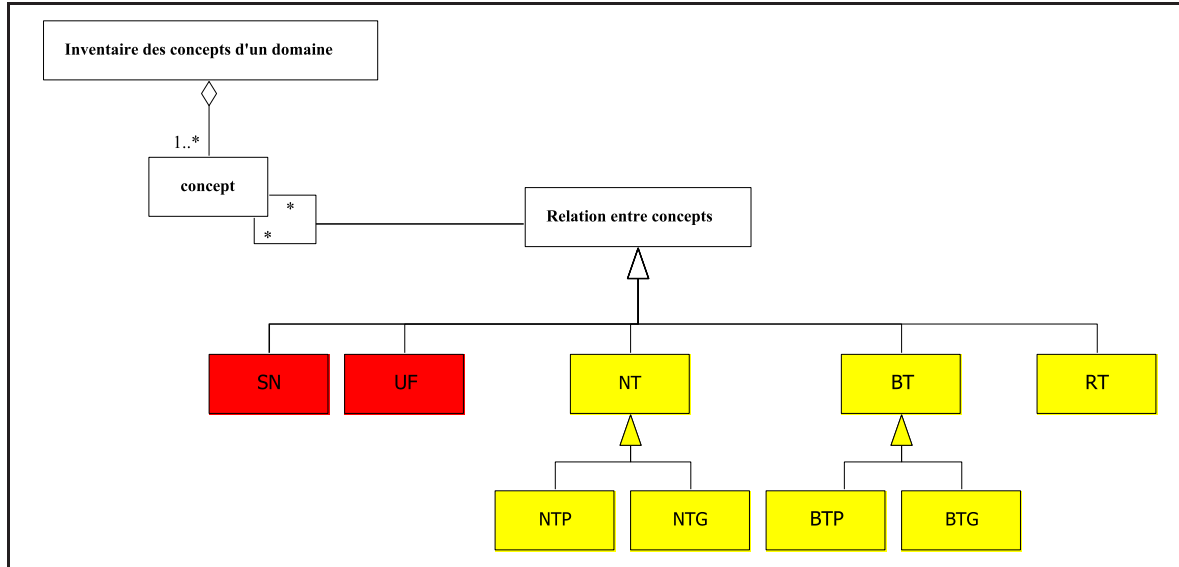 Inventaire des concepts d'un domaine
1..*
concept
*
*
Relation entre concepts
SN
UF
NT
BT
RT
NTP
NTG
BTP
BTG